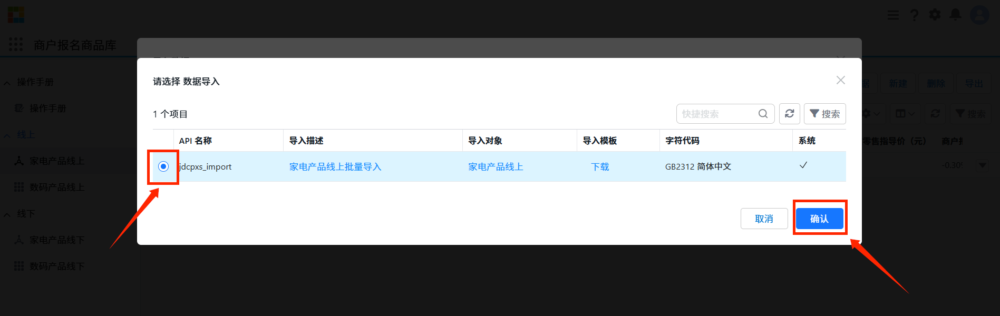 商户报名商品库
操作手册
操作手册
线上
家电产品线上
数码产品线上
线下
家电产品线下
数码产品线下
据 新建 删除 导出
搜索
零售指导价（元） 商户
-0.30
请选择 数据导入
1 个项目
快捷搜索
搜索
API 名称 导入描述 导入对象 导入模板 字符代码 系统
jdcpxs_import 家电产品线上批量导入 家电产品线上 下载 GB2312 简体中文
取消 确认